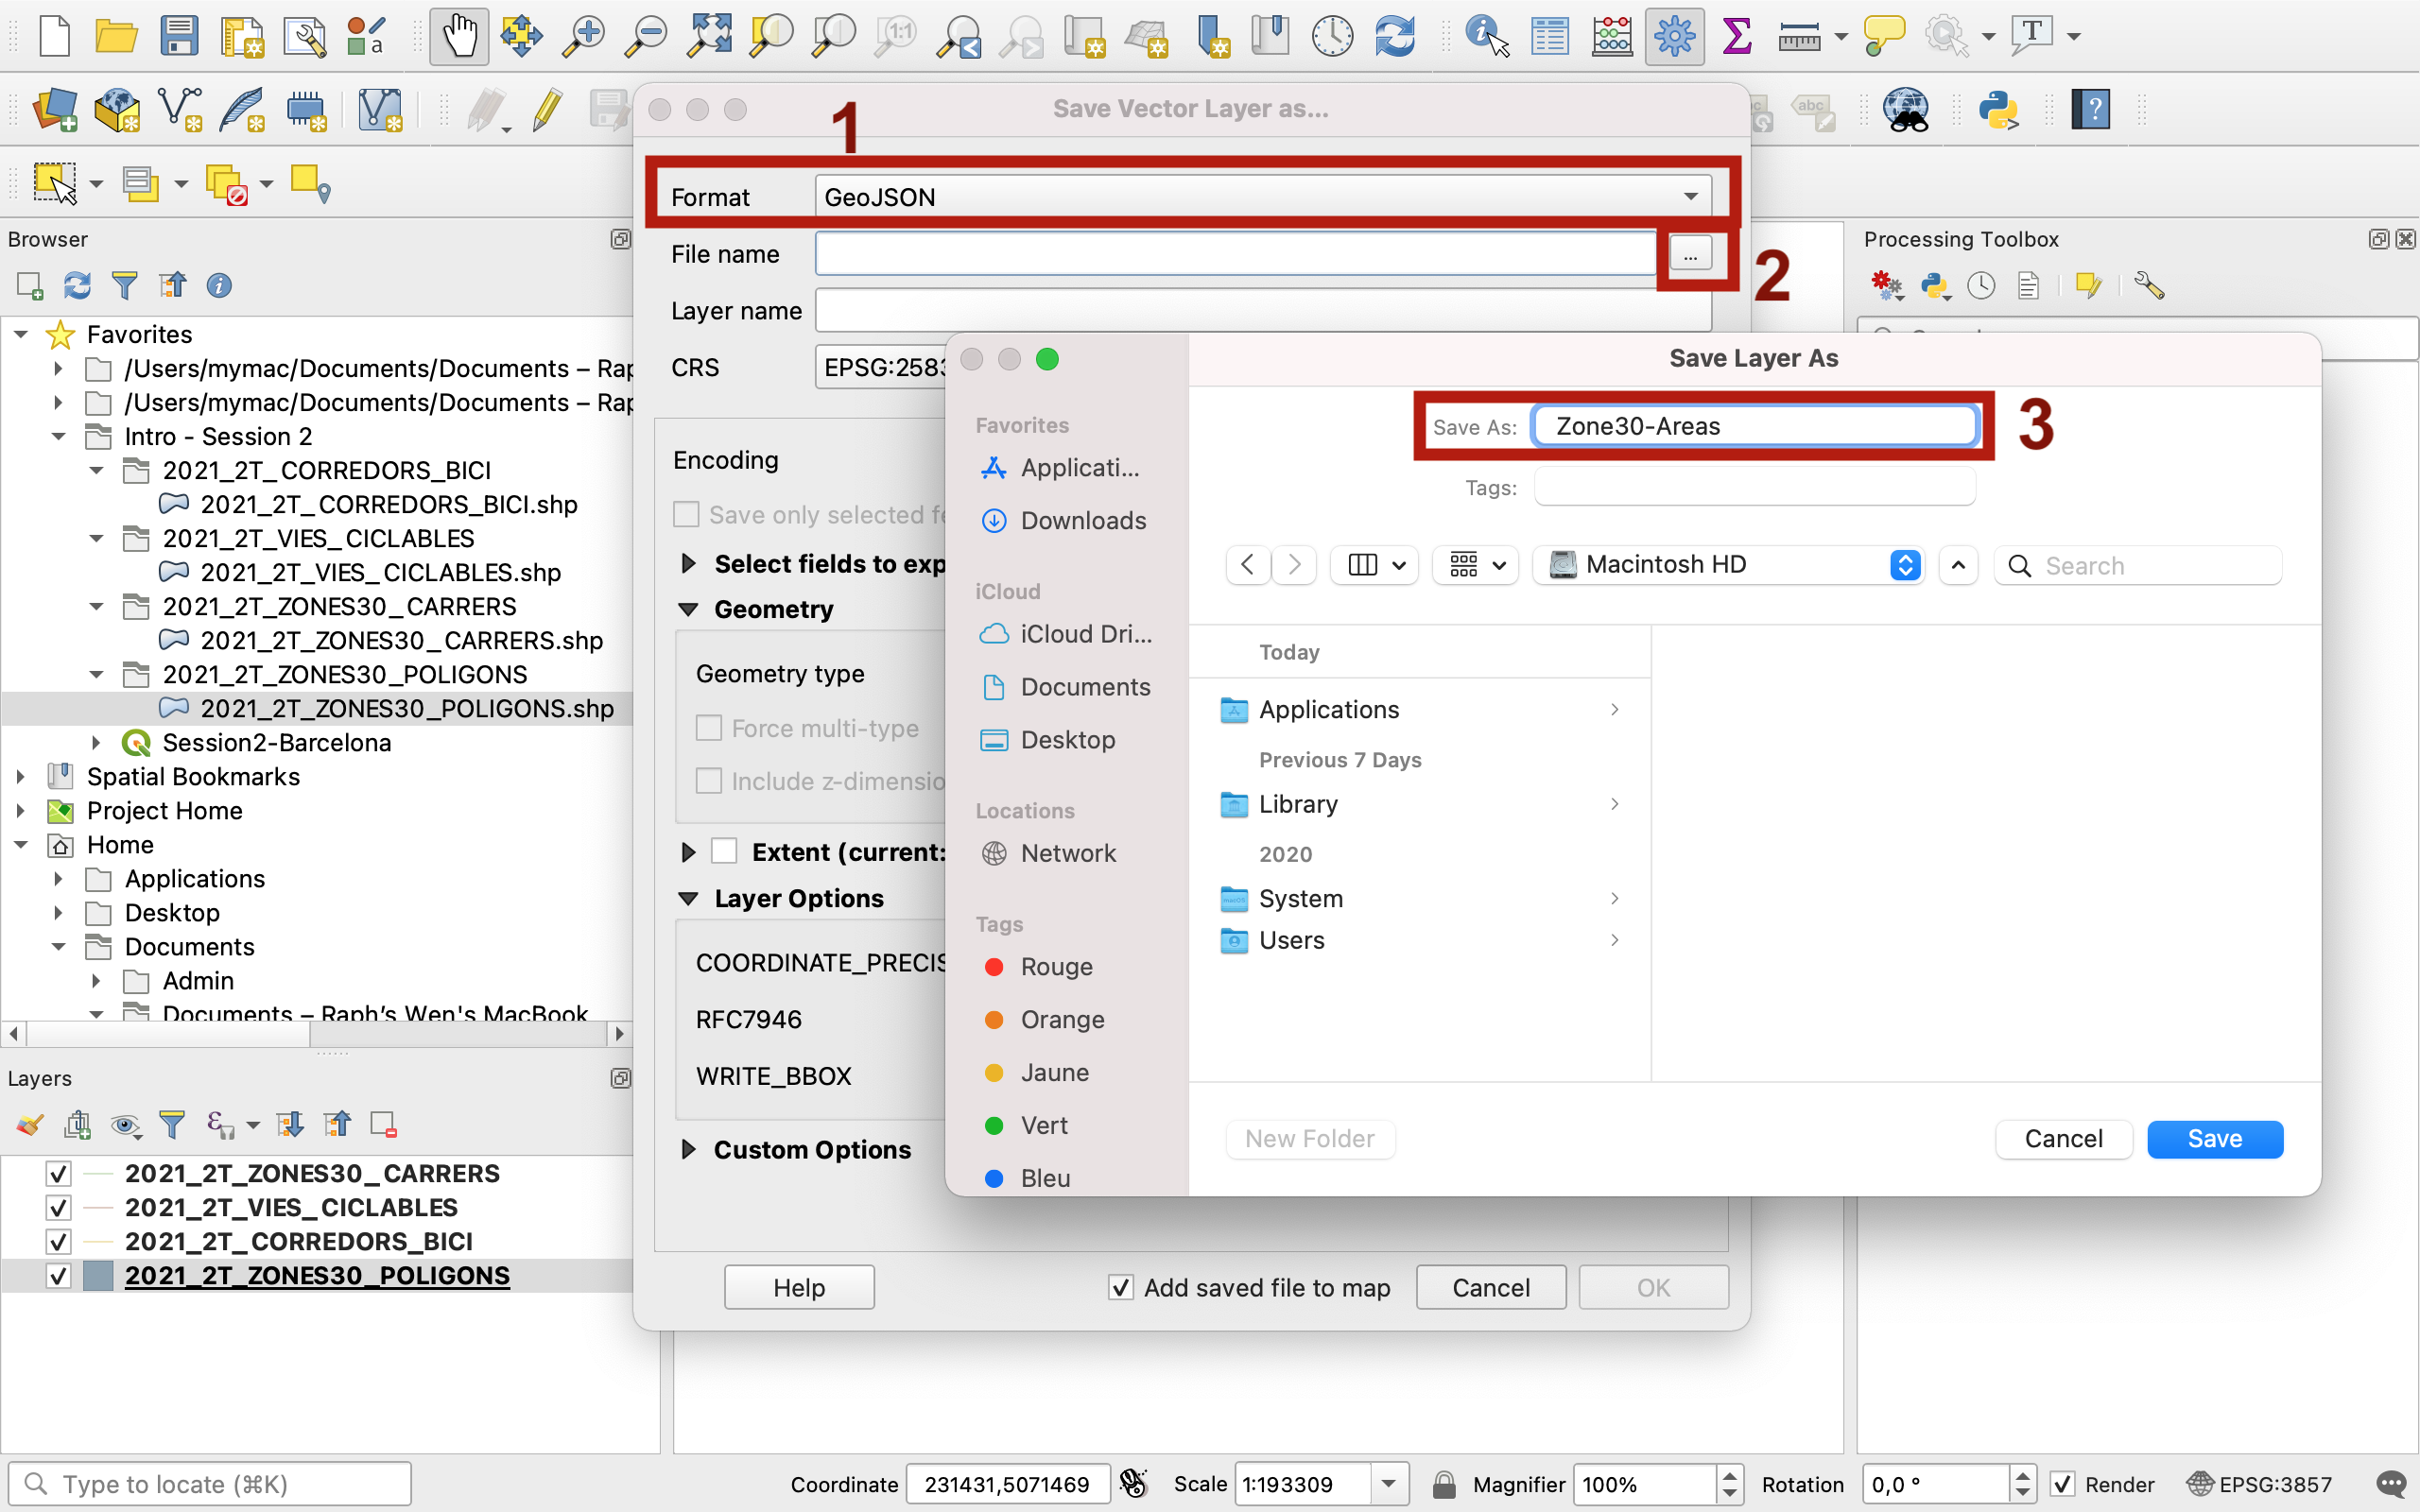 1:1
a
T
abc
?
Save Vector Layer as...
1
Format
GeoJSON
File name
...
2
Layer name
CRS
EPSG:2583
Encoding
Save only selected fe
Select fields to exp
Geometry
Geometry type
Force multi-type
Include z-dimensio
Extent (current:
Layer Options
COORDINATE_PRECIS
RFC7946
WRITE_BBOX
Custom Options
Help
Add saved file to map
Cancel
OK
Browser
Favorites
/Users/mymac/Documents/Documents – Rap
/Users/mymac/Documents/Documents – Rap
Intro - Session 2
2021_2T_CORREDORS_BICI
2021_2T_CORREDORS_BICI.shp
2021_2T_VIES_CICLABLES
2021_2T_VIES_CICLABLES.shp
2021_2T_ZONES30_CARRERS
2021_2T_ZONES30_CARRERS.shp
2021_2T_ZONES30_POLIGONS
2021_2T_ZONES30_POLIGONS.shp
Session2-Barcelona
Spatial Bookmarks
Project Home
Home
Applications
Desktop
Documents
Admin
Documents – Raph’s Wen's MacBook
Layers
2021_2T_ZONES30_CARRERS
2021_2T_VIES_CICLABLES
2021_2T_CORREDORS_BICI
2021_2T_ZONES30_POLIGONS
Processing Toolbox
Save Layer As
Save As:
Zone30-Areas
3
Tags:
Macintosh HD
Search
Favorites
Applicati...
Downloads
iCloud
iCloud Dri...
Documents
Desktop
Locations
Network
Tags
Rouge
Orange
Jaune
Vert
Bleu
Today
Applications
Previous 7 Days
Library
2020
System
Users
New Folder
Cancel
Save
Type to locate (⌘K)
Coordinate
231431,5071469
Scale
1:193309
Magnifier
100%
Rotation
0,0 °
Render
EPSG:3857